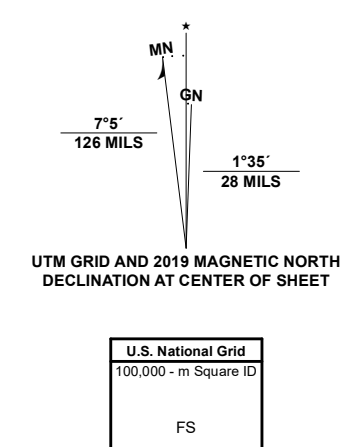 MN
GN
7°5´
126 MILS
1°35´
28 MILS
UTM GRID AND 2019 MAGNETIC NORTH
DECLINATION AT CENTER OF SHEET
U.S. National Grid
100,000 - m Square ID
FS